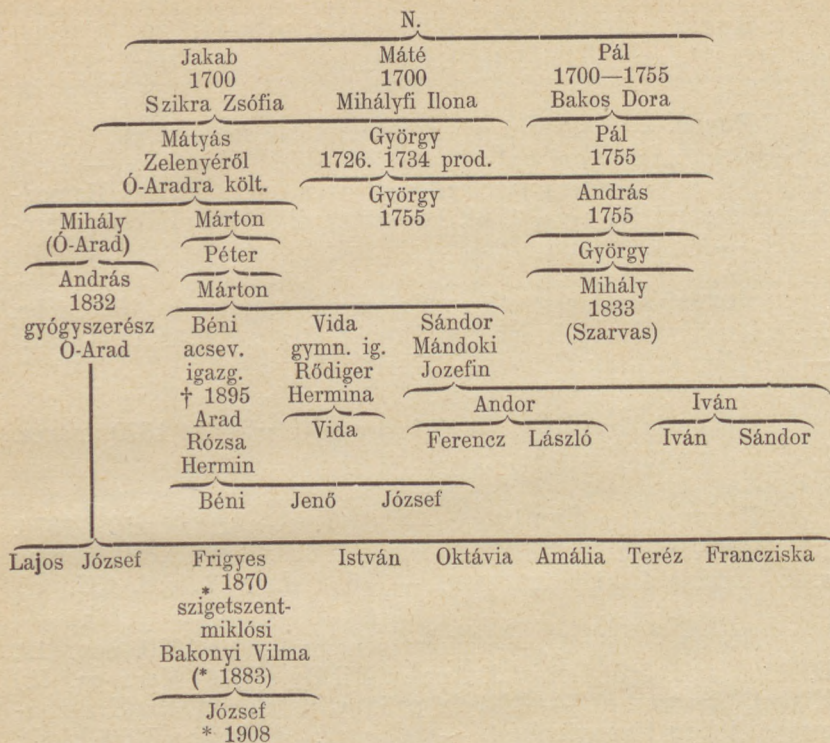 N.
Jakab Máté Pál
1700 1700 1700—1755
Szikra Zsófia Mihályfi Ilona Bakos Dora
Mátyás György Pál
Zelenyéről 1726. 1734 prod. 1755
Ó-Aradra költ.
György András
1755 1755
Mihály Márton
(Ó-Arad)
Péter György
András Márton Mihály
1832 1833
gyógyszerész (Szarvas)
O-Arad
Béni Vida Sándor
acsev. gymn. ig. Mándoki
igazg. Rődiger Jozefin
† 1895 Hermina
Arad Vida Andor Iván
Rózsa Ferencz László Iván Sándor
Hermin
Béni Jenő József
Lajos József Frigyes István Oktávia Amália Teréz Francziska
* 1870
szigetszent-
miklósi
Bakonyi Vilma
(* 1883)
József
* 1908